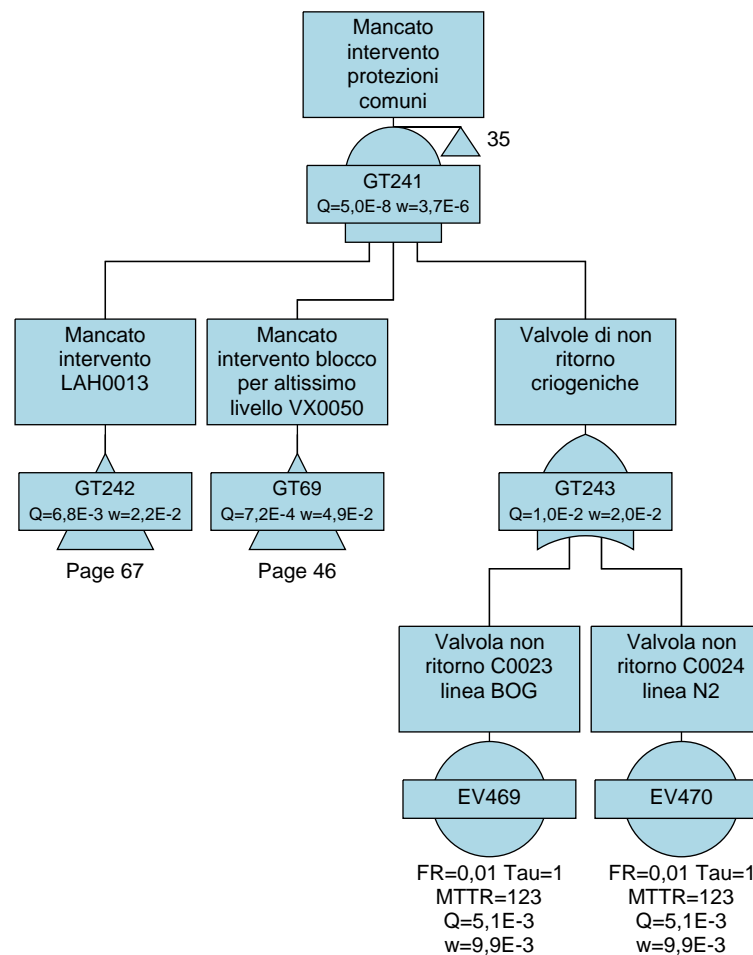 Mancato
intervento
protezioni
comuni
35
GT241
Q=5,0E-8 w=3,7E-6
Mancato
intervento
LAH0013
Mancato
intervento blocco
per altissimo
livello VX0050
Valvole di non
ritorno
criogeniche
GT242
Q=6,8E-3 w=2,2E-2
Page 67
GT69
Q=7,2E-4 w=4,9E-2
Page 46
GT243
Q=1,0E-2 w=2,0E-2
Valvola non
ritorno C0023
linea BOG
Valvola non
ritorno C0024
linea N2
EV469
FR=0,01 Tau=1
MTTR=123
Q=5,1E-3
w=9,9E-3
EV470
FR=0,01 Tau=1
MTTR=123
Q=5,1E-3
w=9,9E-3